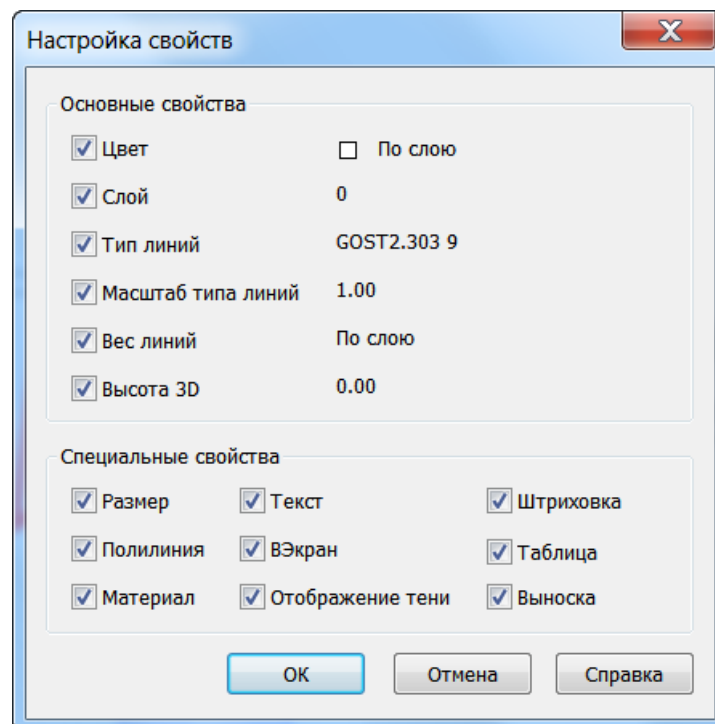 Настройка свойств
Основные свойства
Цвет По слою
Слой 0
Тип линий GOST2.303 9
Масштаб типа линий 1.00
Вес линий По слою
Высота 3D 0.00
Специальные свойства
Размер Текст Штриховка
Полилиния ВЭкран Таблица
Материал Отображение тени Выноска
ОК Отмена Справка